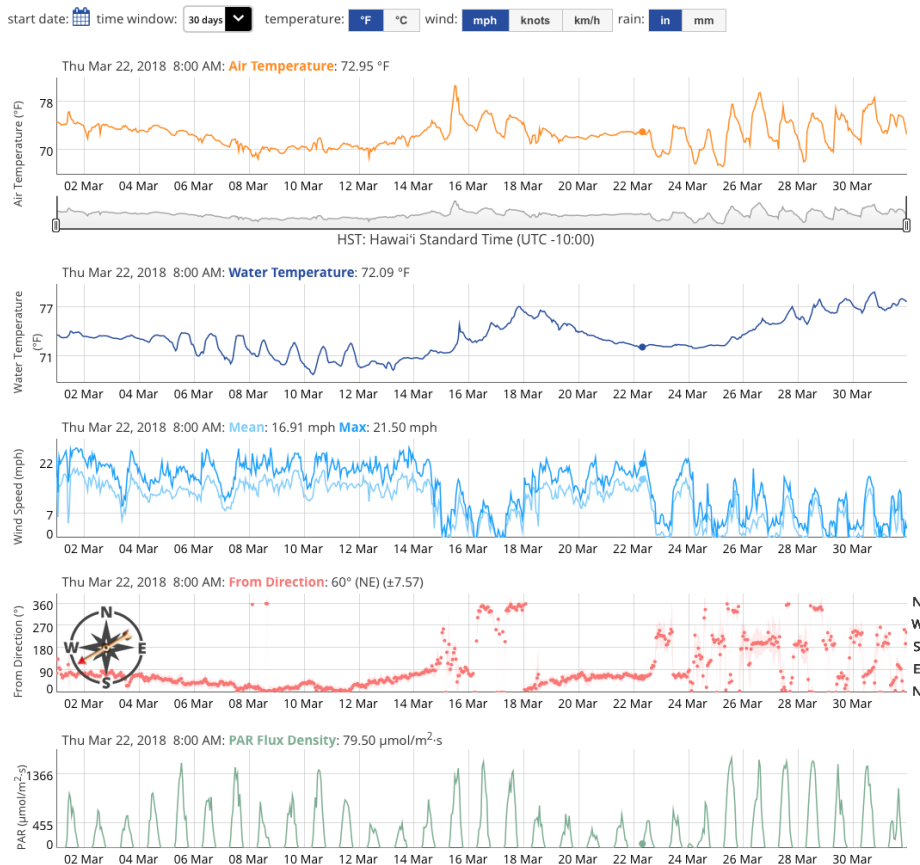 start date: time window: 30 days temperature: °F °C wind: mph knots km/h rain: in mm
Thu Mar 22, 2018 8:00 AM: Air Temperature: 72.95 °F
Air Temperature (°F)
78
70
02 Mar 04 Mar 06 Mar 08 Mar 10 Mar 12 Mar 14 Mar 16 Mar 18 Mar 20 Mar 22 Mar 24 Mar 26 Mar 28 Mar 30 Mar
HST: Hawaiʻi Standard Time (UTC -10:00)
Thu Mar 22, 2018 8:00 AM: Water Temperature: 72.09 °F
Water Temperature
(°F)
77
71
02 Mar 04 Mar 06 Mar 08 Mar 10 Mar 12 Mar 14 Mar 16 Mar 18 Mar 20 Mar 22 Mar 24 Mar 26 Mar 28 Mar 30 Mar
Thu Mar 22, 2018 8:00 AM: Mean: 16.91 mph Max: 21.50 mph
Wind Speed (mph)
22
7
0
02 Mar 04 Mar 06 Mar 08 Mar 10 Mar 12 Mar 14 Mar 16 Mar 18 Mar 20 Mar 22 Mar 24 Mar 26 Mar 28 Mar 30 Mar
Thu Mar 22, 2018 8:00 AM: From Direction: 60° (NE) (±7.57)
From Direction (°)
360 N
270 W
180 S
90 E
0 N
N
W E
S
02 Mar 04 Mar 06 Mar 08 Mar 10 Mar 12 Mar 14 Mar 16 Mar 18 Mar 20 Mar 22 Mar 24 Mar 26 Mar 28 Mar 30 Mar
Thu Mar 22, 2018 8:00 AM: PAR Flux Density: 79.50 μmol/m²·s
PAR (μmol/m²·s)
1366
455
0
02 Mar 04 Mar 06 Mar 08 Mar 10 Mar 12 Mar 14 Mar 16 Mar 18 Mar 20 Mar 22 Mar 24 Mar 26 Mar 28 Mar 30 Mar